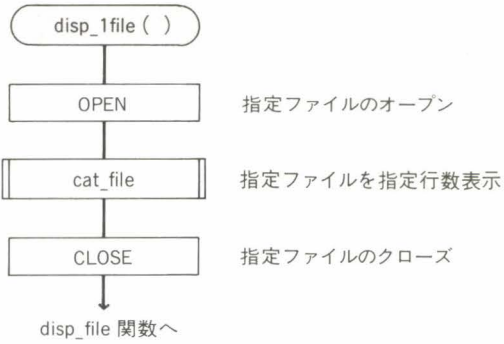 disp_1file ( )
OPEN 指定ファイルのオープン
cat_file 指定ファイルを指定行数表示
CLOSE 指定ファイルのクローズ
disp_file 関数へ